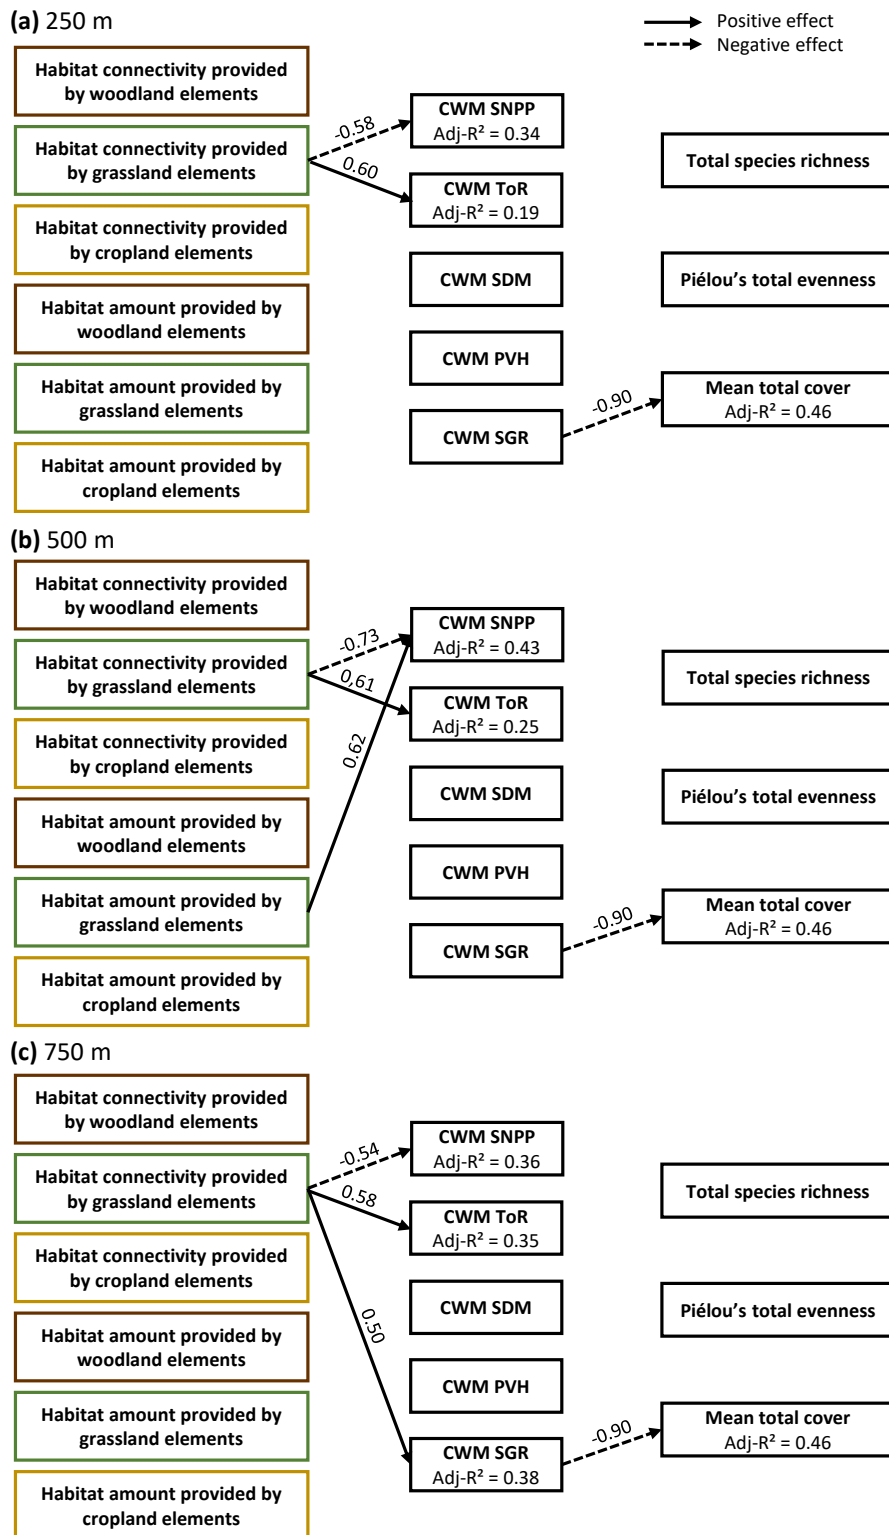 (a) 250 m
Positive effect
Negative effect
Habitat connectivity provided
by woodland elements
Habitat connectivity provided
by grassland elements
Habitat connectivity provided
by cropland elements
Habitat amount provided by
woodland elements
Habitat amount provided by
grassland elements
Habitat amount provided by
cropland elements
-0.58
0.60
CWM SNPP
Adj-R² = 0.34
CWM ToR
Adj-R² = 0.19
CWM SDM
CWM PVH
CWM SGR
-0.90
Total species richness
Piélou’s total evenness
Mean total cover
Adj-R² = 0.46
(b) 500 m
Habitat connectivity provided
by woodland elements
Habitat connectivity provided
by grassland elements
Habitat connectivity provided
by cropland elements
Habitat amount provided by
woodland elements
Habitat amount provided by
grassland elements
Habitat amount provided by
cropland elements
-0.73
0,61
0.62
CWM SNPP
Adj-R² = 0.43
CWM ToR
Adj-R² = 0.25
CWM SDM
CWM PVH
CWM SGR
-0.90
Total species richness
Piélou’s total evenness
Mean total cover
Adj-R² = 0.46
(c) 750 m
Habitat connectivity provided
by woodland elements
Habitat connectivity provided
by grassland elements
Habitat connectivity provided
by cropland elements
Habitat amount provided by
woodland elements
Habitat amount provided by
grassland elements
Habitat amount provided by
cropland elements
-0.54
0.58
0.50
CWM SNPP
Adj-R² = 0.36
CWM ToR
Adj-R² = 0.35
CWM SDM
CWM PVH
CWM SGR
Adj-R² = 0.38
-0.90
Total species richness
Piélou’s total evenness
Mean total cover
Adj-R² = 0.46